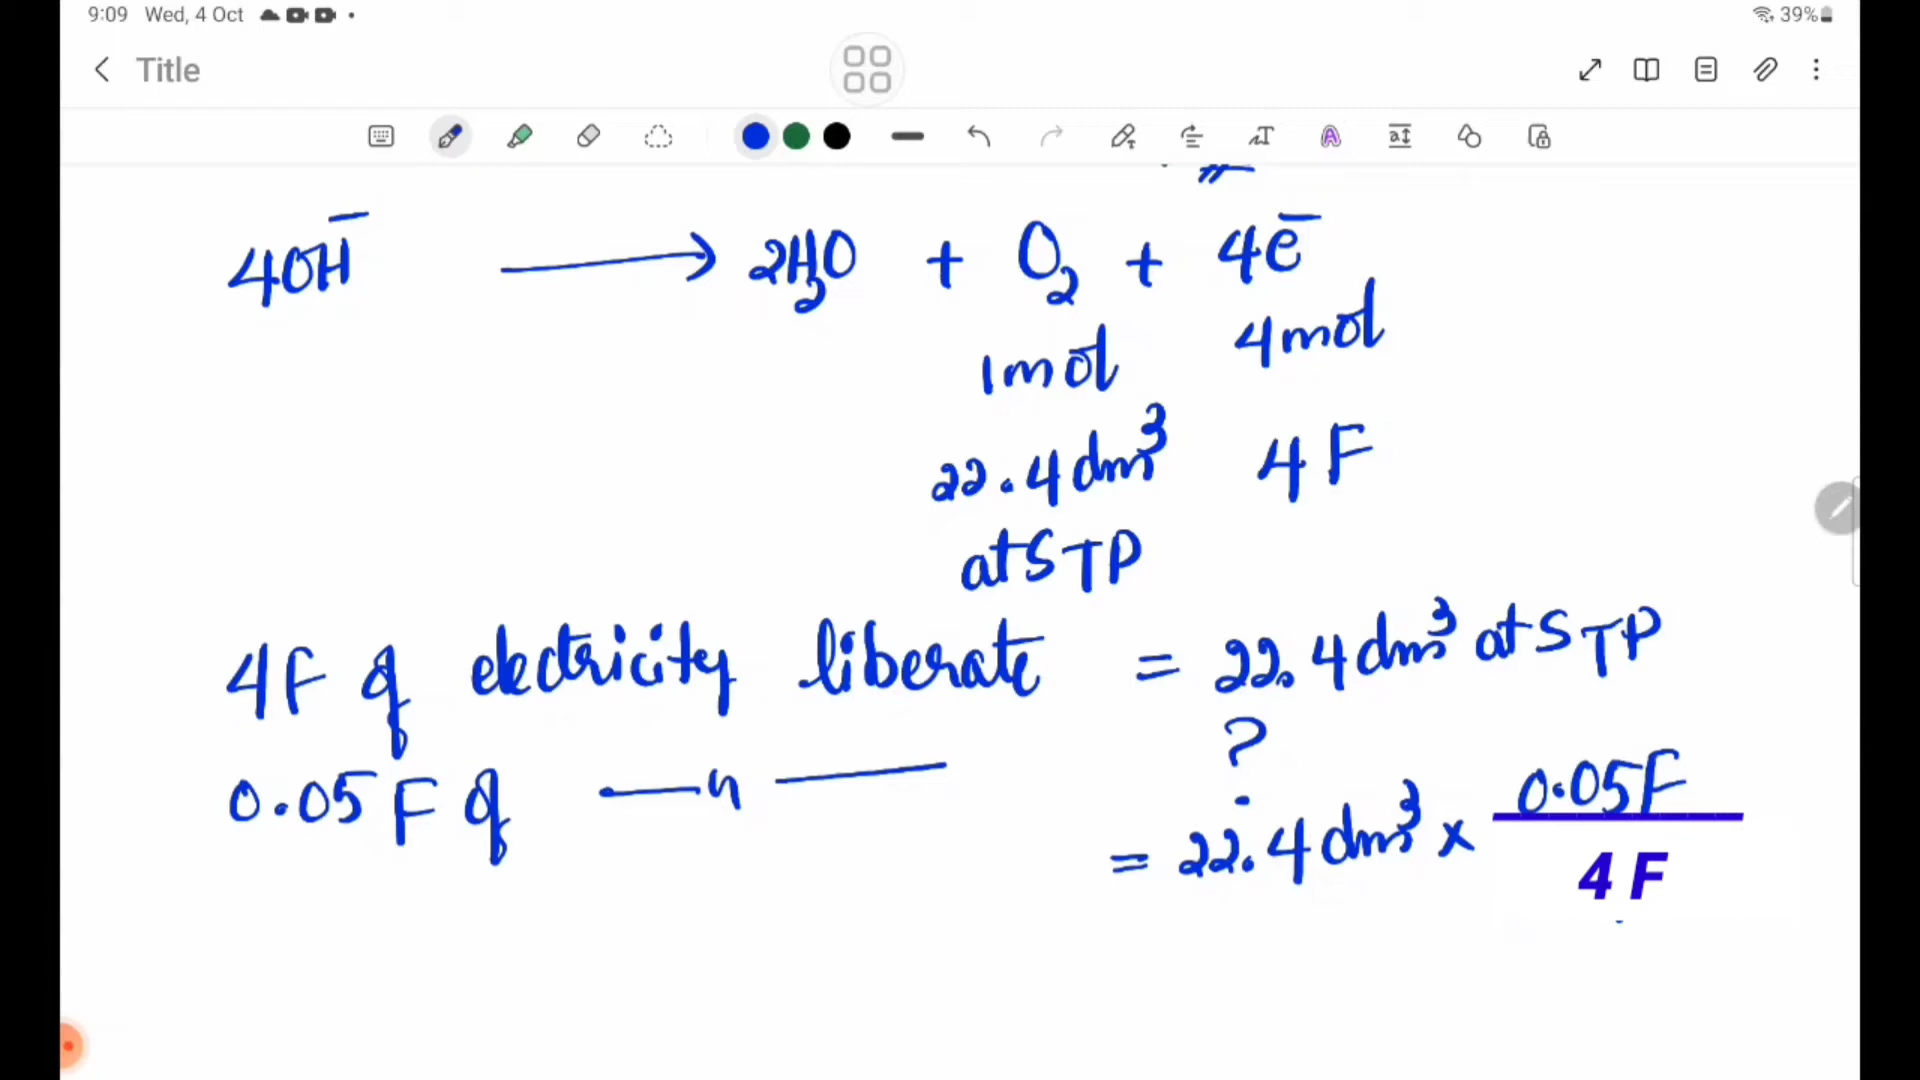 9:09 Wed, 4 Oct 39%
Title
4OH⁻ → 2H₂O + O₂ + 4e⁻
1mol 4mol
22.4dm³ 4F
at STP
4F of electricity liberate = 22.4dm³ at STP
?
0.05F of —"—
= 22.4dm³ × 0.05F / 4F